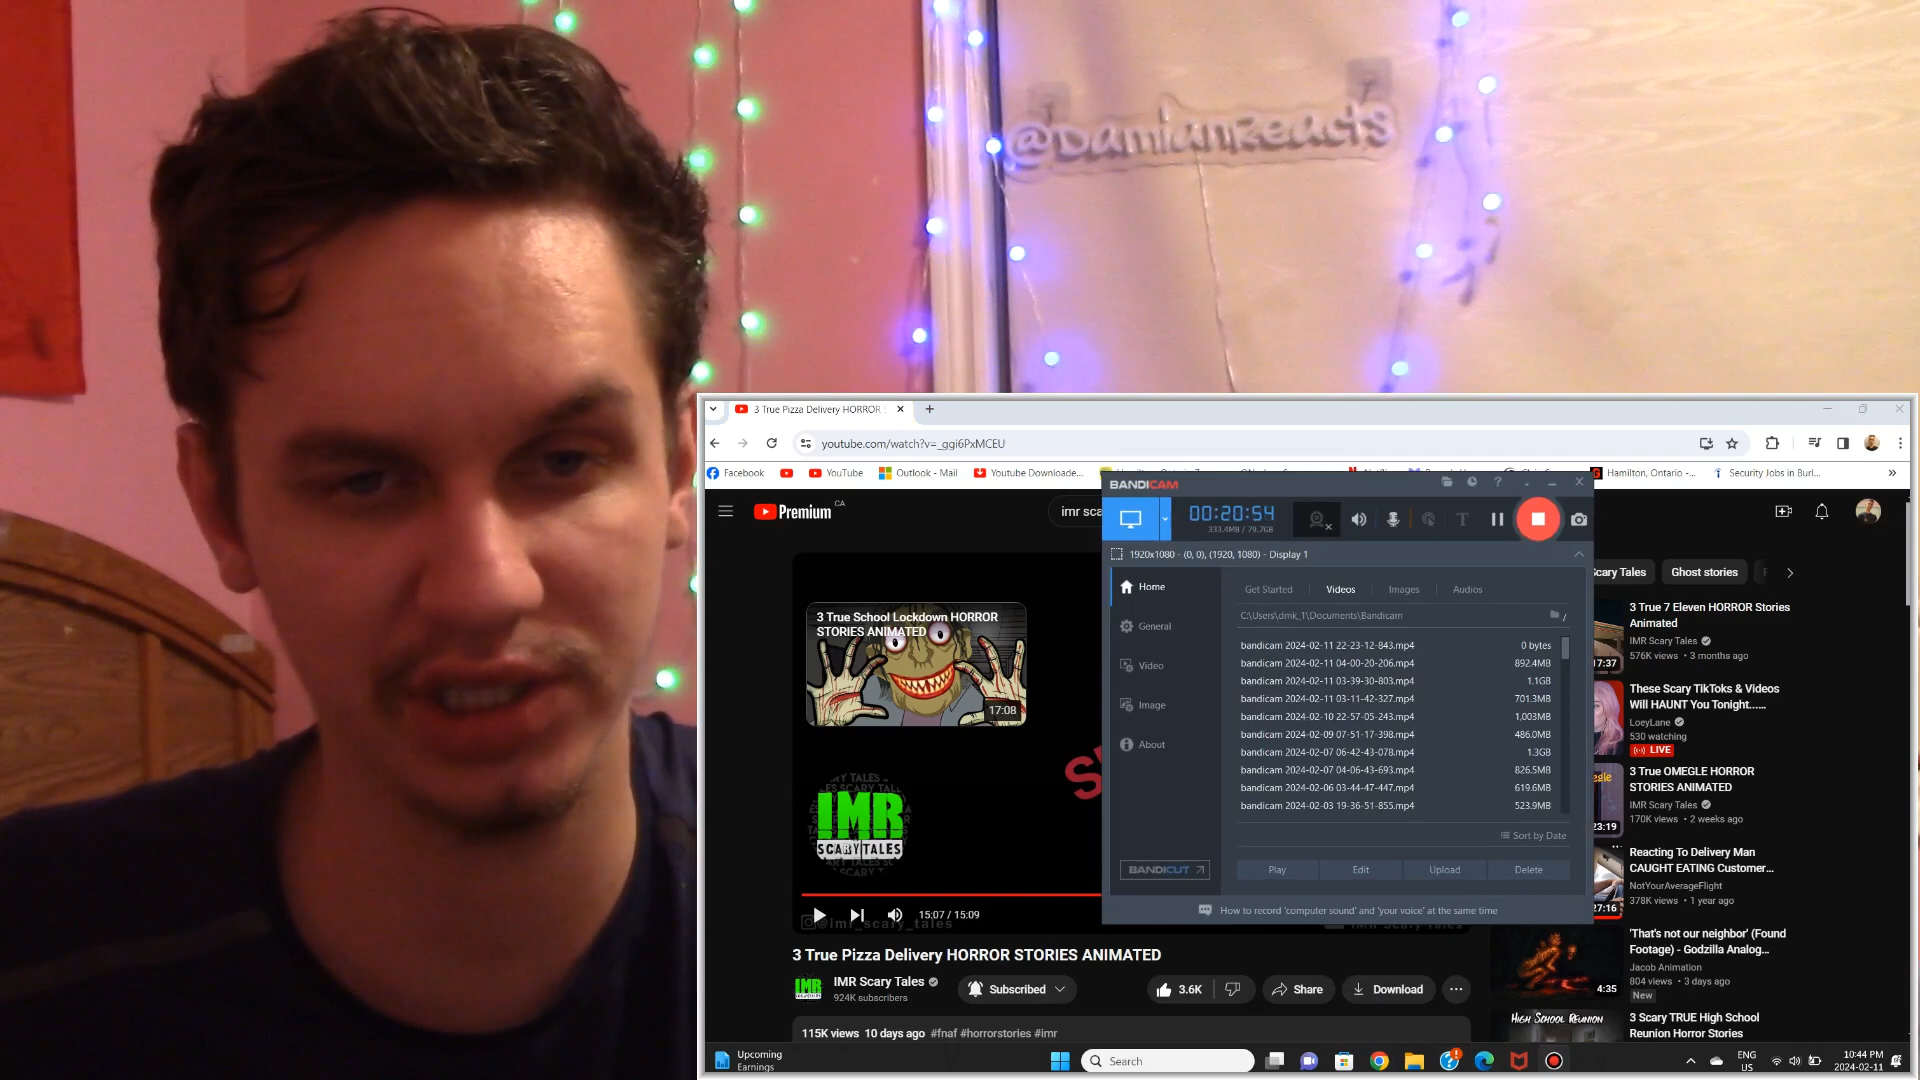 @DamianReacts
3 True Pizza Delivery HORROR
youtube.com/watch?v=_ggi6PxMCEU
Facebook
YouTube
Outlook - Mail
Youtube Downloade...
Hamilton, Ontario -...
Security Jobs in Burl...
Premium CA
imr sca
BANDICAM
00:20:54
333.4MB / 79.7GB
1920x1080 - (0, 0), (1920, 1080) - Display 1
Home
General
Video
Image
About
BANDICUT
Get Started
Videos
Images
Audios
C:\Users\dmk_1\Documents\Bandicam
bandicam 2024-02-11 22-23-12-843.mp4 0 bytes
bandicam 2024-02-11 04-00-20-206.mp4 892.4MB
bandicam 2024-02-11 03-39-30-803.mp4 1.1GB
bandicam 2024-02-11 03-11-42-327.mp4 701.3MB
bandicam 2024-02-10 22-57-05-243.mp4 1,003MB
bandicam 2024-02-09 07-51-17-398.mp4 486.0MB
bandicam 2024-02-07 06-42-43-078.mp4 1.3GB
bandicam 2024-02-07 04-06-43-693.mp4 826.5MB
bandicam 2024-02-06 03-44-47-447.mp4 619.6MB
bandicam 2024-02-03 19-36-51-855.mp4 523.9MB
Sort by Date
Play
Edit
Upload
Delete
How to record 'computer sound' and 'your voice' at the same time
3 True School Lockdown HORROR
STORIES ANIMATED
17:08
IMR
SCARY TALES
15:07 / 15:09
@imr_scary_tales
3 True Pizza Delivery HORROR STORIES ANIMATED
IMR Scary Tales
924K subscribers
Subscribed
3.6K
Share
Download
115K views 10 days ago #fnaf #horrorstories #imr
Scary Tales
Ghost stories
3 True 7 Eleven HORROR Stories
Animated
IMR Scary Tales
576K views • 3 months ago
17:37
These Scary TikToks & Videos
Will HAUNT You Tonight......
LoeyLane
530 watching
LIVE
3 True OMEGLE HORROR
STORIES ANIMATED
IMR Scary Tales
170K views • 2 weeks ago
23:19
Reacting To Delivery Man
CAUGHT EATING Customer...
NotYourAverageFlight
378K views • 1 year ago
27:16
'That's not our neighbor' (Found
Footage) - Godzilla Analog...
Jacob Animation
804 views • 3 days ago
New
4:35
3 Scary TRUE High School
Reunion Horror Stories
HIGH SCHOOL REUNION
Upcoming
Earnings
Search
ENG
US
10:44 PM
2024-02-11